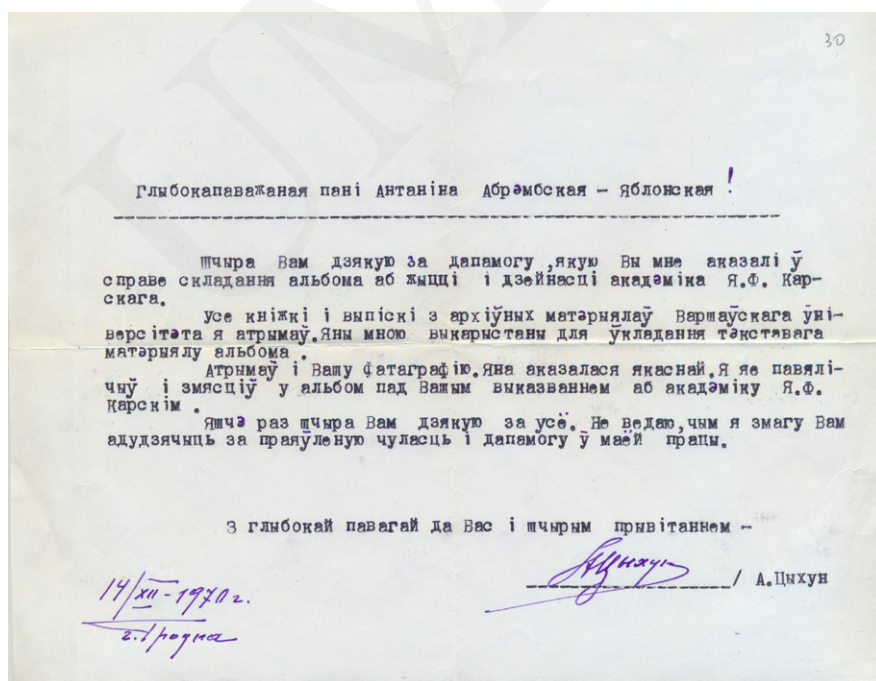 30
Глыбокапаважаная пані Антаніна Абрэмбская – Яблонская !
Шчыра Вам дзякую за дапамогу ,якую Вы мне аказалі ў
справе складання альбома аб жыцці і дзейнасці акадэміка Я.Ф. Кар-
скага.
Усе кніжкі і выпіскі з архіўных матэрыялаў Варшаўскага ўні-
версітэта я атрымаў.Яны мною выкарыстаны для ўкладання тэкставага
матэрыялу альбома .
Атрымаў і Вашу фатаграфію.Яна аказалася якаснай.Я яе павялі-
чыў і змясціў у альбом пад Вашым выказваннем аб акадэміку Я.Ф.
Карскім .
Яшчэ раз шчыра Вам дзякую за усё. Не ведаю,чым я змагу Вам
адудзячыць за праяўленую чуласць і дапамогу ў маёй працы.
З глыбокай павагай да Вас і шчырым прывітаннем –
АЦыхун / А.Цыхун
14/XII - 1970 г.
г. Гродна